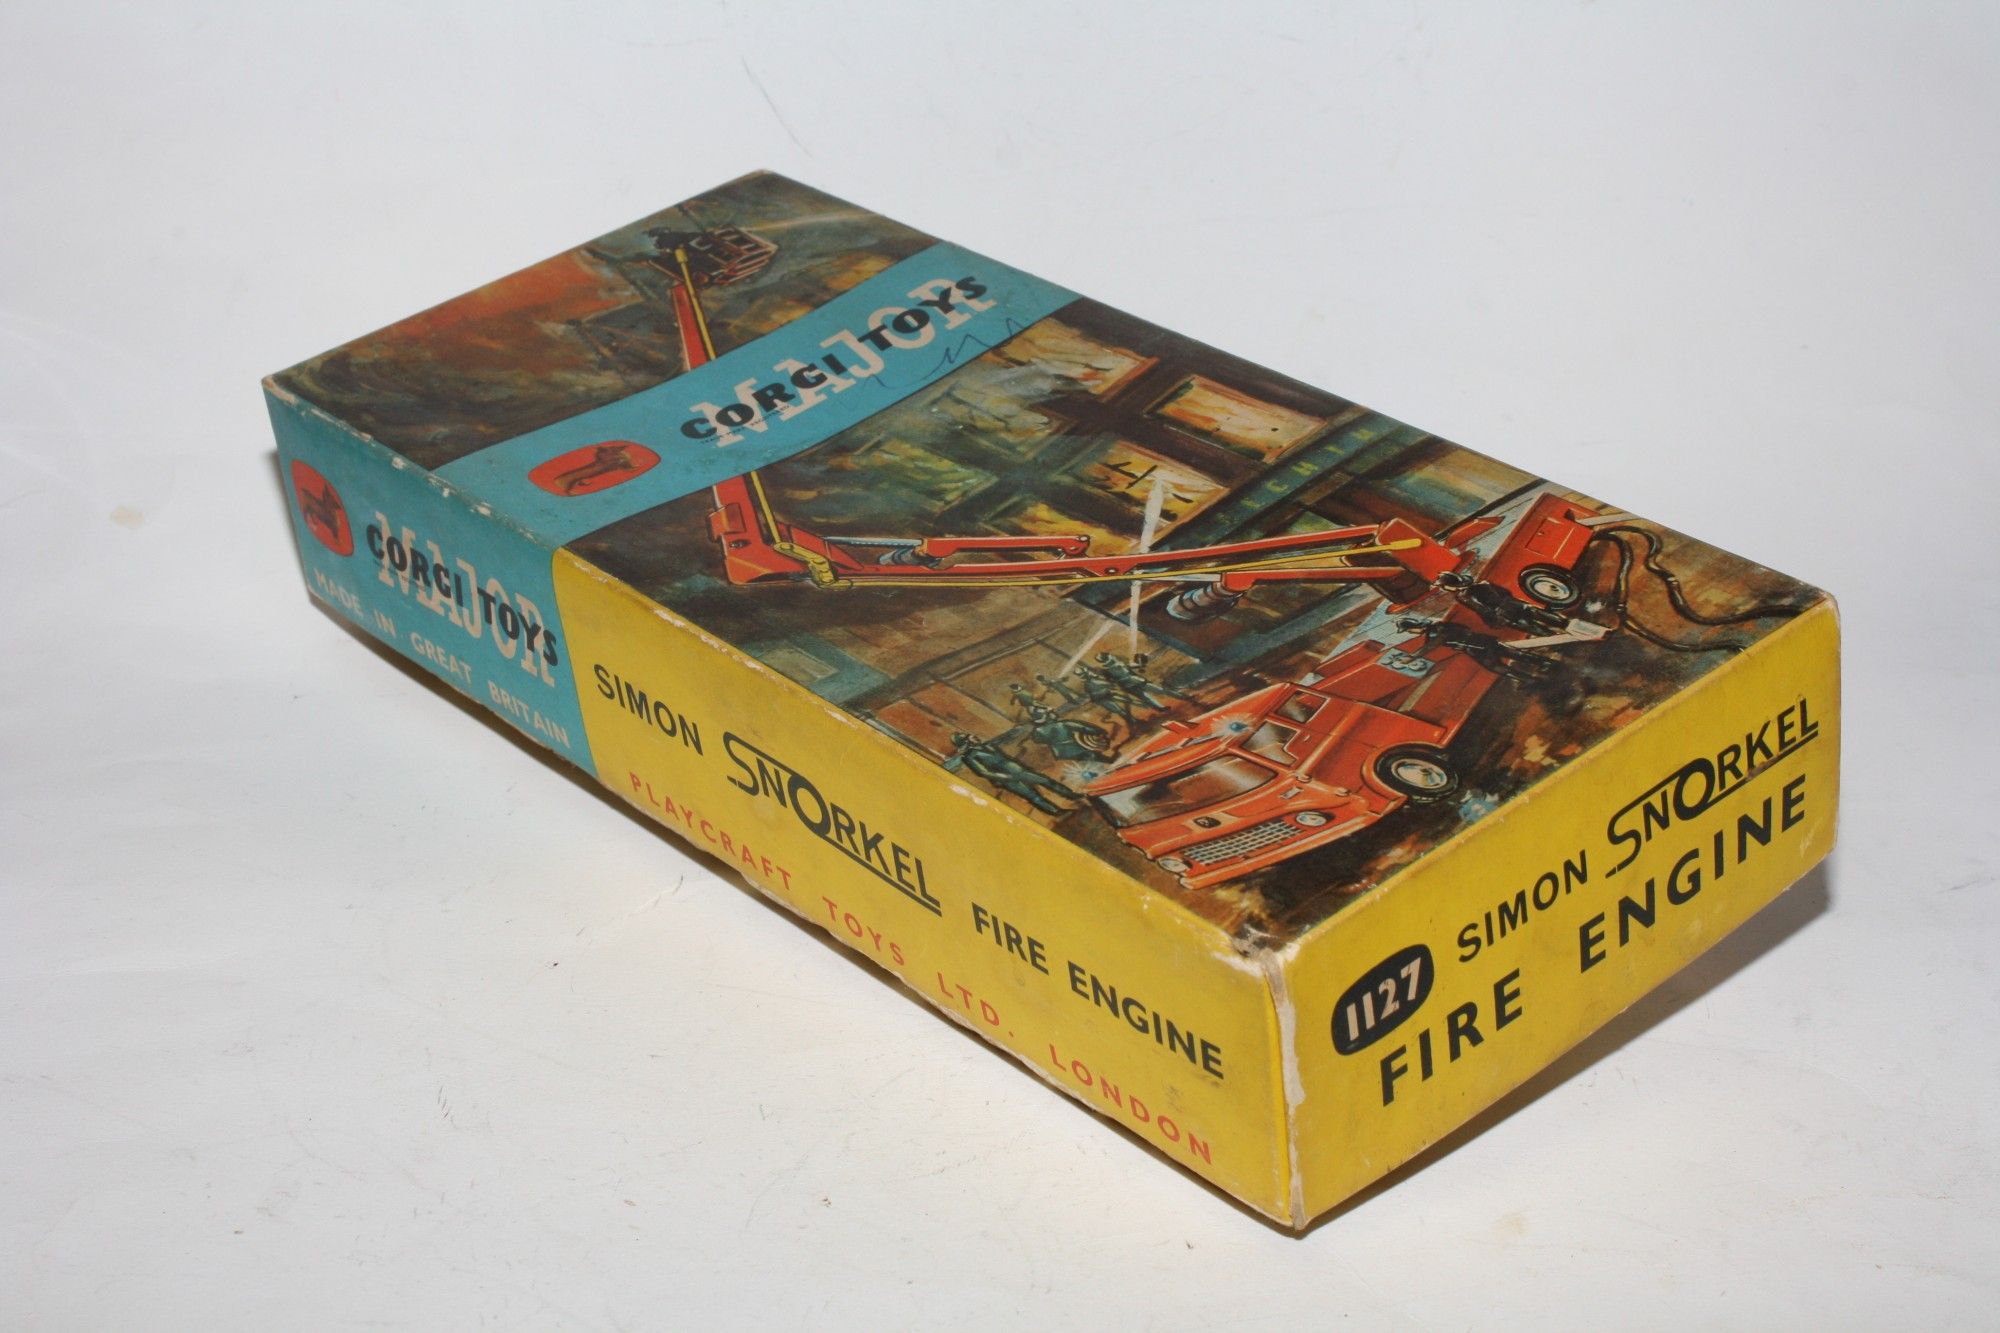 CORGI TOYS
MAJOR
CORGI TOYS
MAJOR
MADE IN GREAT BRITAIN
SIMON SNORKEL FIRE ENGINE
PLAYCRAFT TOYS LTD. LONDON
1127 SIMON SNORKEL
FIRE ENGINE